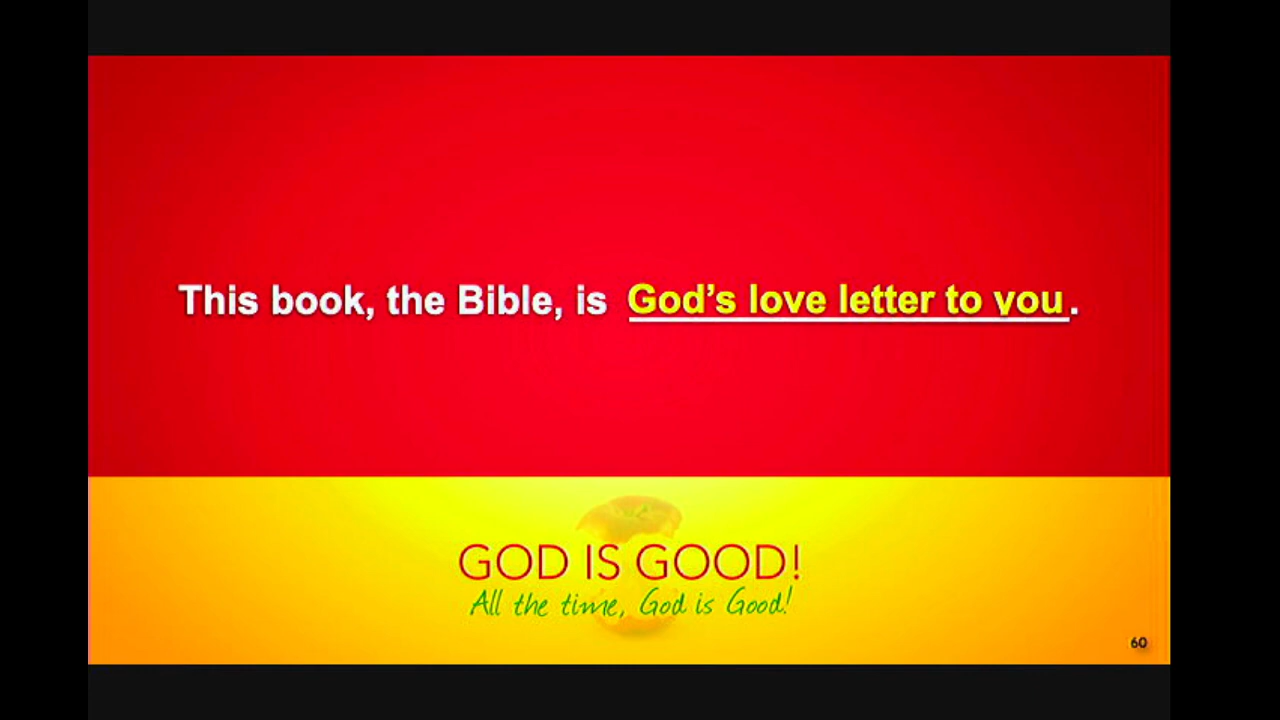 This book, the Bible, is God’s love letter to you.
GOD IS GOOD!
All the time, God is Good!
60